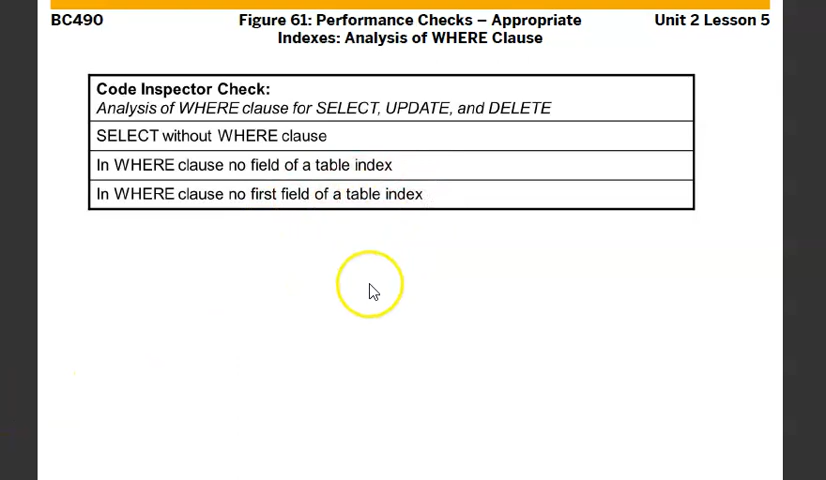 BC490
Figure 61: Performance Checks – Appropriate
Indexes: Analysis of WHERE Clause
Unit 2 Lesson 5
Code Inspector Check:
Analysis of WHERE clause for SELECT, UPDATE, and DELETE
SELECT without WHERE clause
In WHERE clause no field of a table index
In WHERE clause no first field of a table index